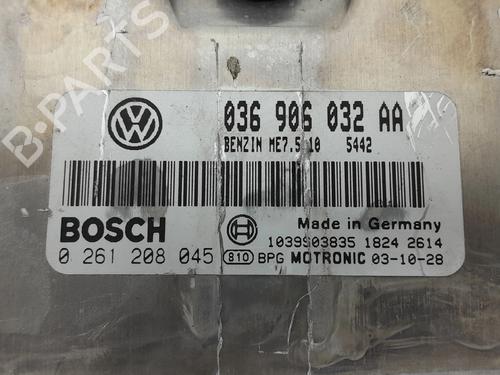 B-PARTS
036 906 032 AA
BENZIN ME7.5.10 5442
BOSCH
Made in Germany
1039S03835 1824 2614
0 261 208 045
810 BPG MOTRONIC 03-10-28